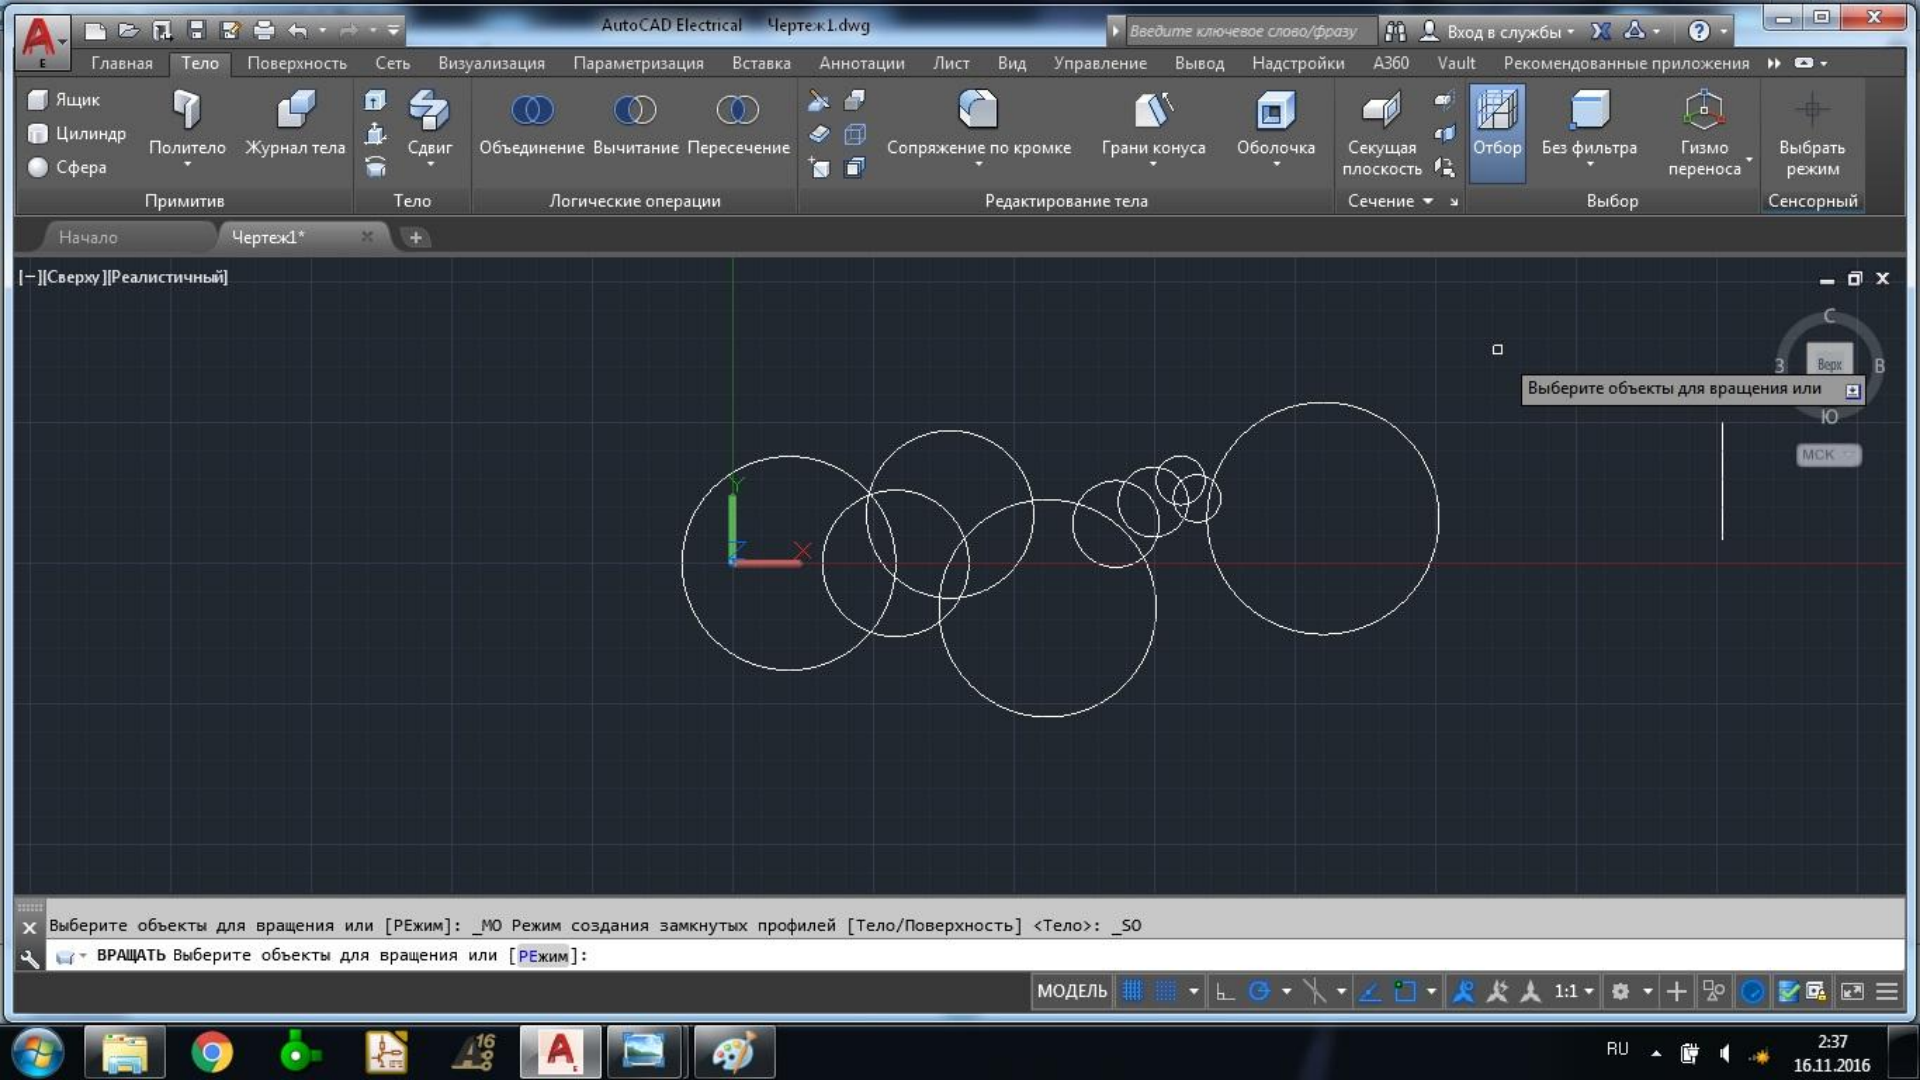 AutoCAD Electrical Чертеж1.dwg
Введите ключевое слово/фразу
Вход в службы
E
Главная Тело Поверхность Сеть Визуализация Параметризация Вставка Аннотации Лист Вид Управление Вывод Надстройки A360 Vault Рекомендованные приложения
Ящик
Цилиндр
Сфера
Политело
Журнал тела
Сдвиг
Объединение Вычитание Пересечение
Сопряжение по кромке
Грани конуса
Оболочка
Секущая
плоскость
Отбор
Без фильтра
Гизмо
переноса
Выбрать
режим
Примитив
Тело
Логические операции
Редактирование тела
Сечение
Выбор
Сенсорный
Начало
Чертеж1*
[–][Сверху][Реалистичный]
С
З
Верх
В
Ю
Выберите объекты для вращения или
МСК
Y
Z
X
Выберите объекты для вращения или [РЕжим]: _MO Режим создания замкнутых профилей [Тело/Поверхность] <Тело>: _SO
ВРАЩАТЬ Выберите объекты для вращения или [РЕжим]:
МОДЕЛЬ
1:1
RU
2:37
16.11.2016